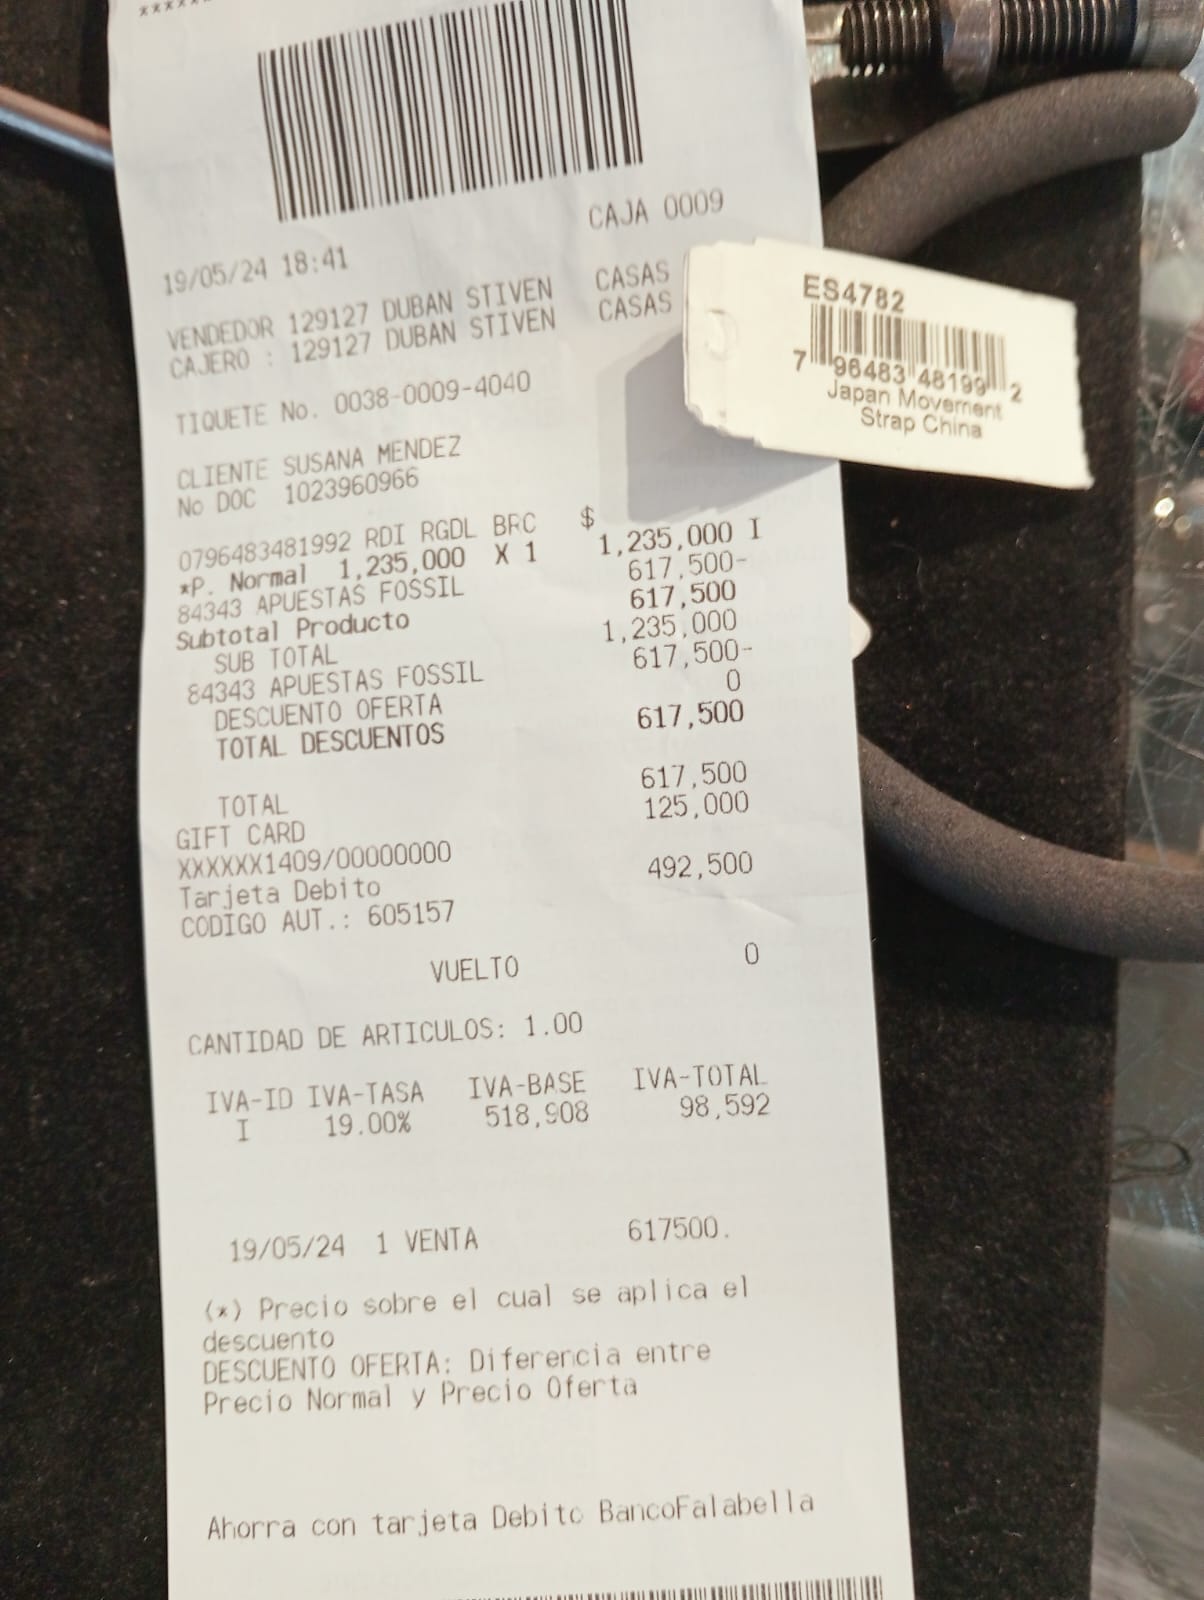 CAJA 0009
19/05/24 18:41
VENDEDOR 129127 DUBAN STIVEN CASAS
CAJERO : 129127 DUBAN STIVEN CASAS
TIQUETE No. 0038-0009-4040
CLIENTE SUSANA MENDEZ
No DOC 1023960966
$
0796483481992 RDI RGDL BRC 1,235,000 I
*P. Normal 1,235,000 X 1
84343 APUESTAS FOSSIL 617,500-
Subtotal Producto 617,500
SUB TOTAL 1,235,000
84343 APUESTAS FOSSIL 617,500-
DESCUENTO OFERTA 0
TOTAL DESCUENTOS 617,500
TOTAL 617,500
GIFT CARD 125,000
XXXXXX1409/00000000
Tarjeta Debito 492,500
CODIGO AUT.: 605157
VUELTO 0
CANTIDAD DE ARTICULOS: 1.00
IVA-ID IVA-TASA IVA-BASE IVA-TOTAL
I 19.00% 518,908 98,592
19/05/24 1 VENTA 617500.
(*) Precio sobre el cual se aplica el
descuento
DESCUENTO OFERTA: Diferencia entre
Precio Normal y Precio Oferta
Ahorra con tarjeta Debito BancoFalabella
ES4782
7 96483 48199 2
Japan Movement
Strap China